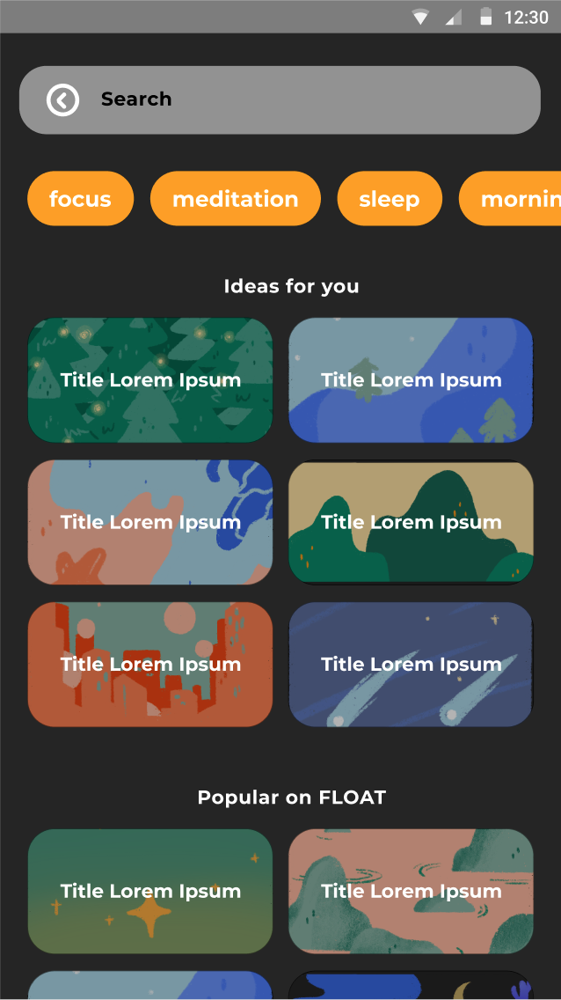 12:30
Search
focus meditation sleep mornin
Ideas for you
Title Lorem Ipsum Title Lorem Ipsum
Title Lorem Ipsum Title Lorem Ipsum
Title Lorem Ipsum Title Lorem Ipsum
Popular on FLOAT
Title Lorem Ipsum Title Lorem Ipsum